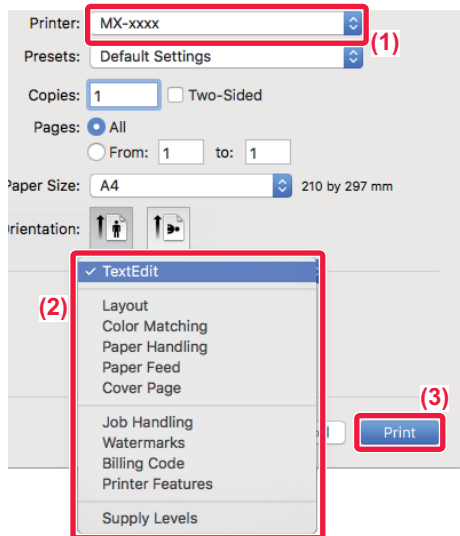 Printer: MX-xxxx
(1)
Presets: Default Settings
Copies: 1 Two-Sided
Pages: All
From: 1 to: 1
Paper Size: A4 210 by 297 mm
rientation:
✓ TextEdit
(2)
Layout
Color Matching
Paper Handling
Paper Feed
Cover Page
(3)
Job Handling
Watermarks
Billing Code
Printer Features
l Print
Supply Levels